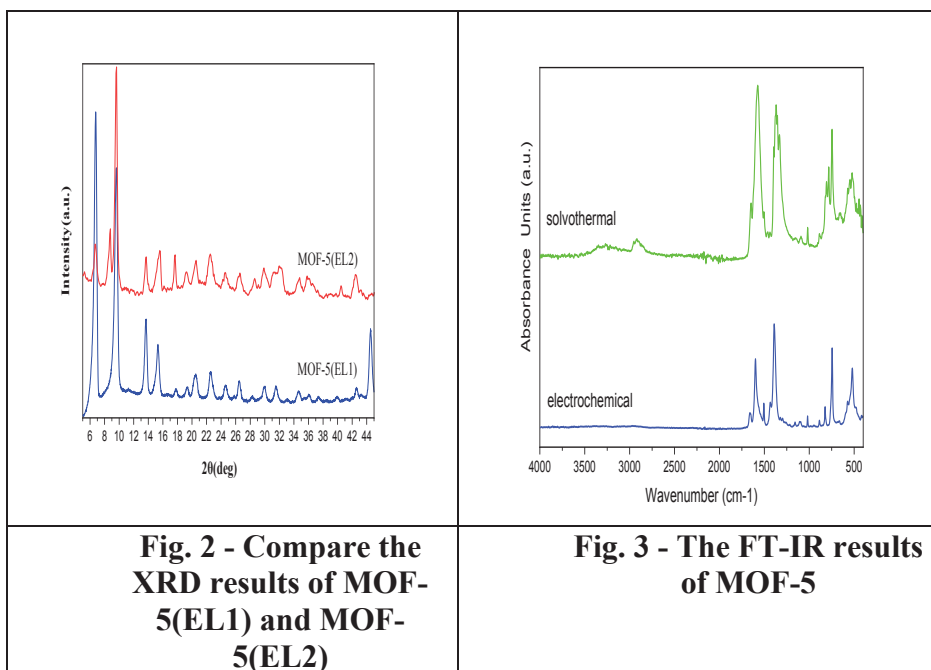 Intensity (a.u.)
MOF-5(EL2)
MOF-5(EL1)
6 8 10 12 14 16 18 20 22 24 26 28 30 32 34 36 38 40 42 44
2θ(deg)
Absorbance Units (a.u.)
solvothermal
electrochemical
4000 3500 3000 2500 2000 1500 1000 500
Wavenumber (cm-1)
Fig. 2 - Compare the
XRD results of MOF-
5(EL1) and MOF-
5(EL2)
Fig. 3 - The FT-IR results
of MOF-5